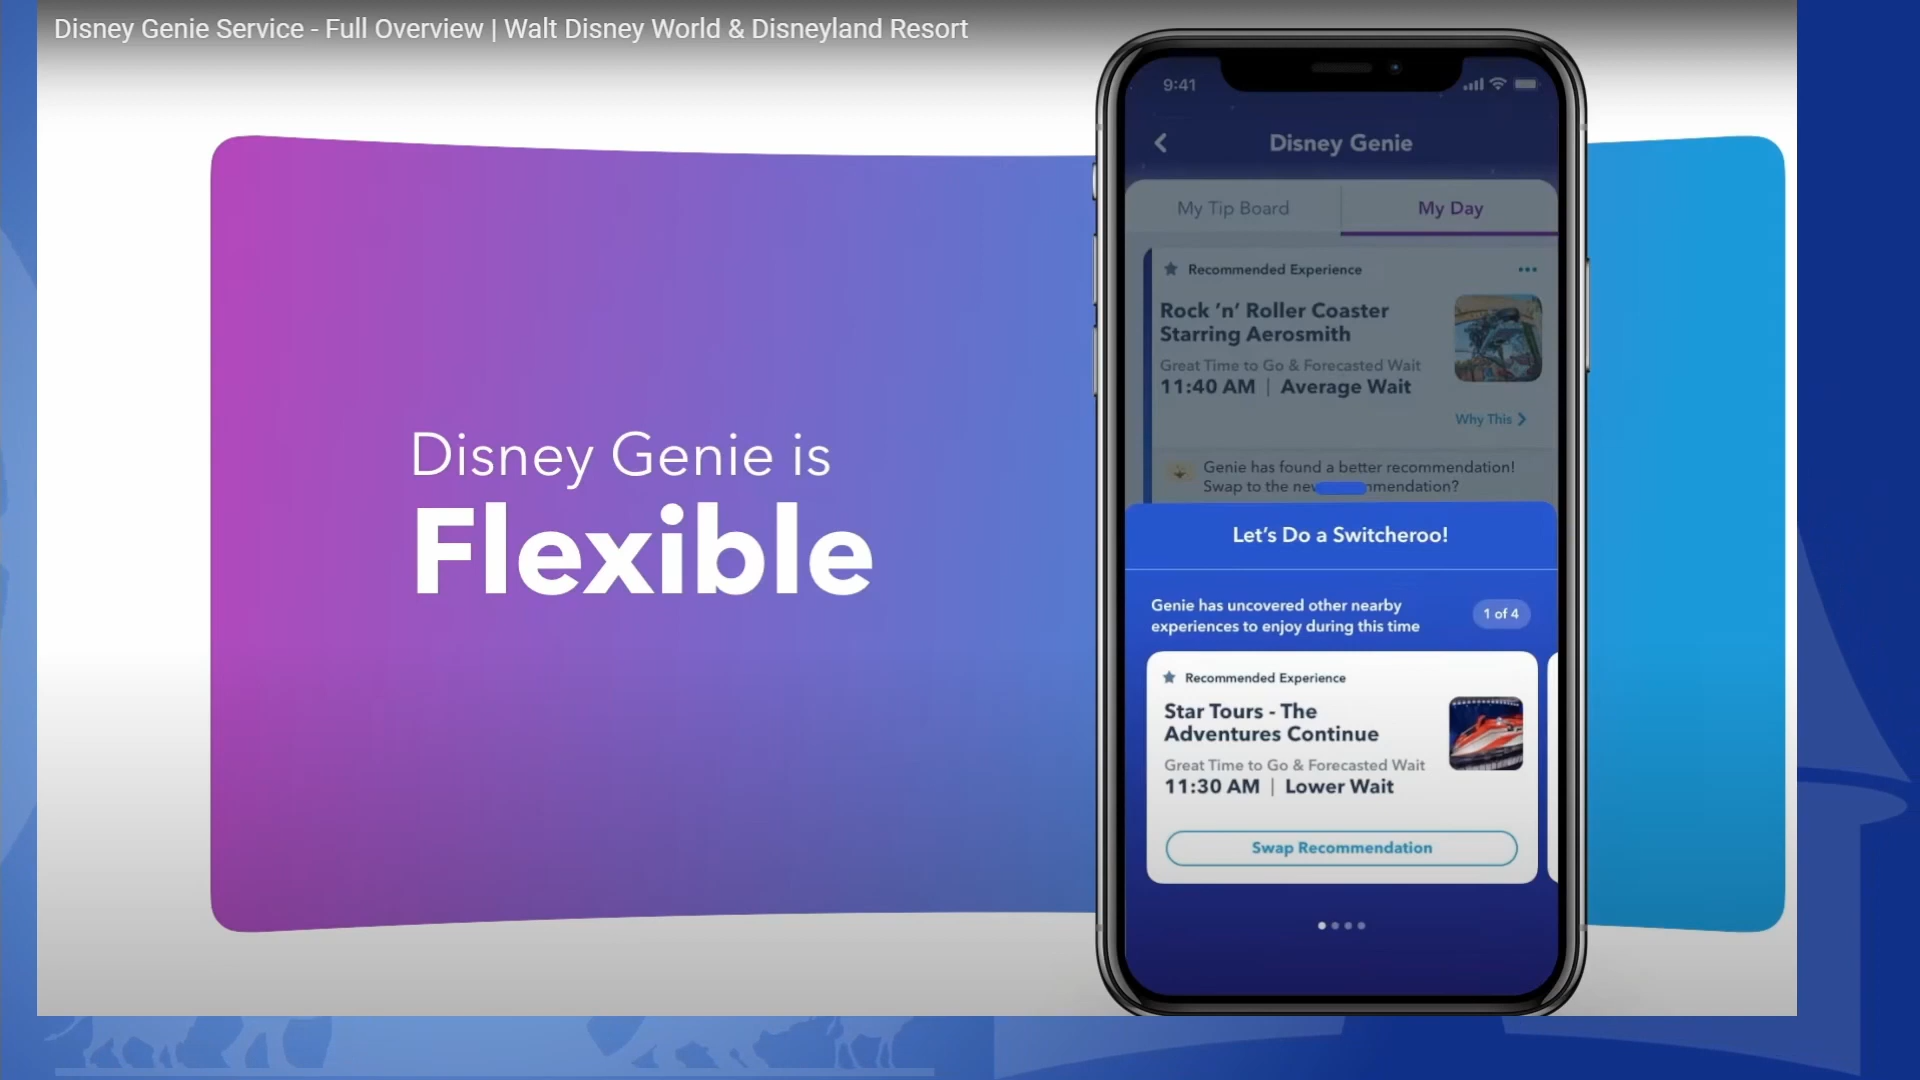 Disney Genie Service - Full Overview | Walt Disney World & Disneyland Resort
Disney Genie is
Flexible
9:41
Disney Genie
My Tip Board
My Day
Recommended Experience
Rock ’n’ Roller Coaster
Starring Aerosmith
Great Time to Go & Forecasted Wait
11:40 AM | Average Wait
Why This
Genie has found a better recommendation!
Swap to the new
Let’s Do a Switcheroo!
Genie has uncovered other nearby
experiences to enjoy during this time
1 of 4
Recommended Experience
Star Tours - The
Adventures Continue
Great Time to Go & Forecasted Wait
11:30 AM | Lower Wait
Swap Recommendation